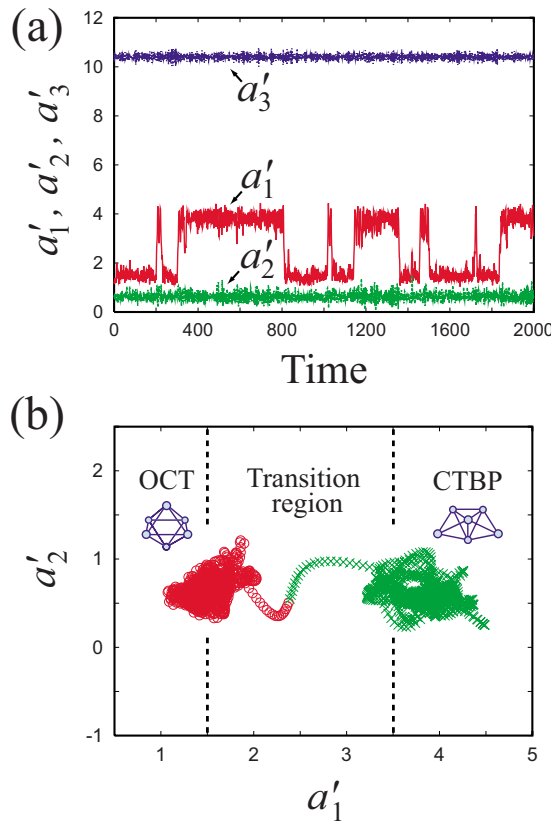 (a)
a′1, a′2, a′3
12
10
8
6
4
2
0
a′3
a′1
a′2
0 400 800 1200 1600 2000
Time
(b)
a′2
2
1
0
-1
OCT
Transition
region
CTBP
1 2 3 4 5
a′1